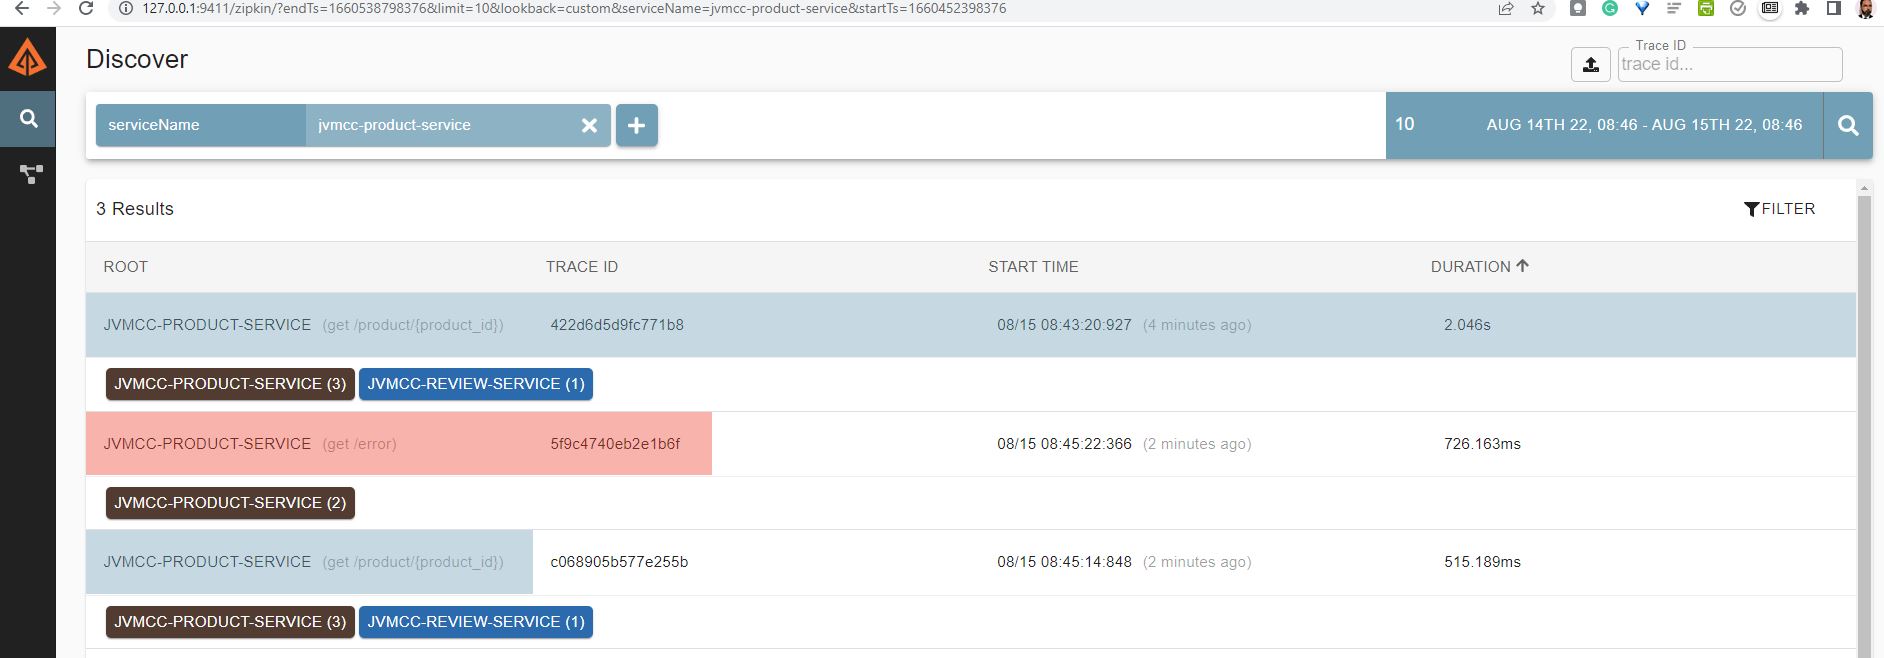 127.0.0.1:9411/zipkin/?endTs=1660538798376&limit=10&lookback=custom&serviceName=jvmcc-product-service&startTs=1660452398376
Discover
Trace ID
trace id...
serviceName jvmcc-product-service
10 AUG 14TH 22, 08:46 - AUG 15TH 22, 08:46
3 Results
FILTER
ROOT TRACE ID START TIME DURATION
JVMCC-PRODUCT-SERVICE (get /product/{product_id}) 422d6d5d9fc771b8 08/15 08:43:20:927 (4 minutes ago) 2.046s
JVMCC-PRODUCT-SERVICE (3) JVMCC-REVIEW-SERVICE (1)
JVMCC-PRODUCT-SERVICE (get /error) 5f9c4740eb2e1b6f 08/15 08:45:22:366 (2 minutes ago) 726.163ms
JVMCC-PRODUCT-SERVICE (2)
JVMCC-PRODUCT-SERVICE (get /product/{product_id}) c068905b577e255b 08/15 08:45:14:848 (2 minutes ago) 515.189ms
JVMCC-PRODUCT-SERVICE (3) JVMCC-REVIEW-SERVICE (1)